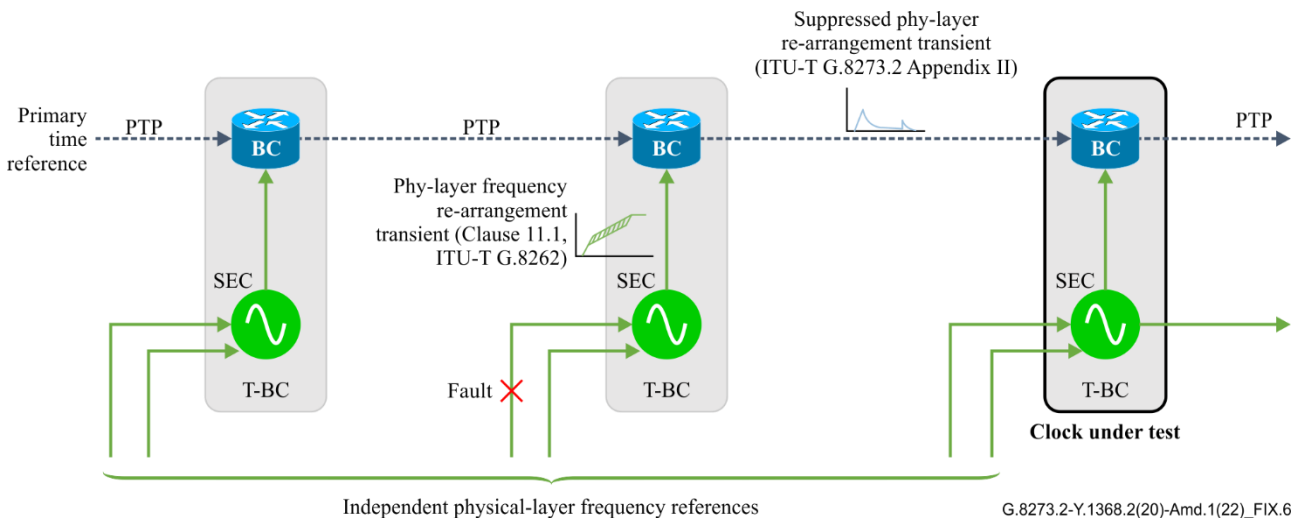 Suppressed phy-layer
re-arrangement transient
(ITU-T G.8273.2 Appendix II)
Primary
time
reference
PTP
PTP
PTP
BC
BC
BC
Phy-layer frequency
re-arrangement
transient (Clause 11.1,
ITU-T G.8262)
SEC
SEC
SEC
Fault
T-BC
T-BC
T-BC
Clock under test
Independent physical-layer frequency references
G.8273.2-Y.1368.2(20)-Amd.1(22)_FIX.6